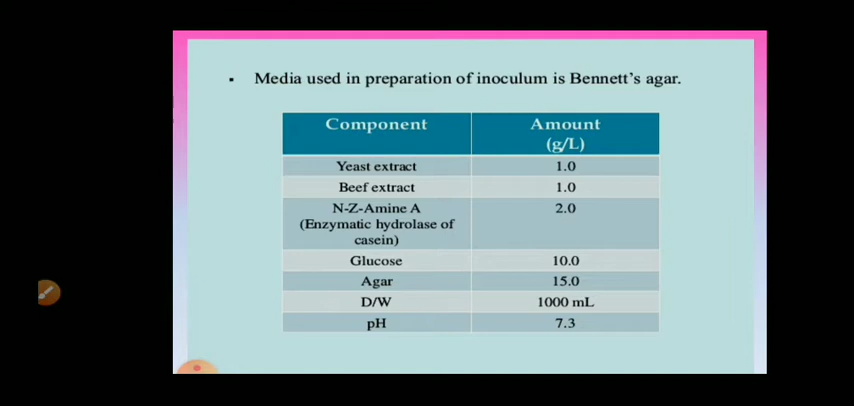 ▪ Media used in preparation of inoculum is Bennett's agar.
Component Amount
(g/L)
Yeast extract 1.0
Beef extract 1.0
N-Z-Amine A 2.0
(Enzymatic hydrolase of
casein)
Glucose 10.0
Agar 15.0
D/W 1000 mL
pH 7.3